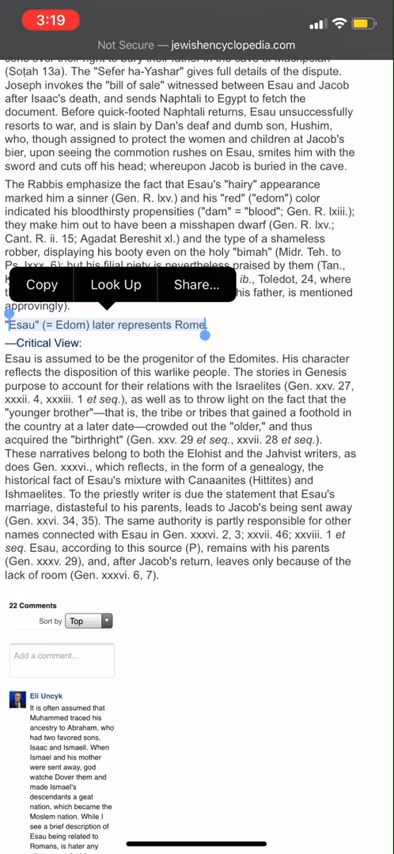 3:19
Not Secure — jewishencyclopedia.com
(Soṭah 13a). The "Sefer ha-Yashar" gives full details of the dispute.
Joseph invokes the "bill of sale" witnessed between Esau and Jacob
after Isaac's death, and sends Naphtali to Egypt to fetch the
document. Before quick-footed Naphtali returns, Esau unsuccessfully
resorts to war, and is slain by Dan's deaf and dumb son, Hushim,
who, though assigned to protect the women and children at Jacob's
bier, upon seeing the commotion rushes on Esau, smites him with the
sword and cuts off his head; whereupon Jacob is buried in the cave.
The Rabbis emphasize the fact that Esau's "hairy" appearance
marked him a sinner (Gen. R. lxv.) and his "red" ("edom") color
indicated his bloodthirsty propensities ("dam" = "blood"; Gen. R. lxiii.);
they make him out to have been a misshapen dwarf (Gen. R. lxv.;
Cant. R. ii. 15; Agadat Bereshit xl.) and the type of a shameless
robber, displaying his booty even on the holy "bimah" (Midr. Teh. to
Ps. lxxx. 6); but his filial piety is nevertheless praised by them (Tan.,
ib., Toledot, 24, where
his father, is mentioned
approvingly).
Copy Look Up Share...
"Esau" (= Edom) later represents Rome.
—Critical View:
Esau is assumed to be the progenitor of the Edomites. His character
reflects the disposition of this warlike people. The stories in Genesis
purpose to account for their relations with the Israelites (Gen. xxv. 27,
xxxii. 4, xxxiii. 1 et seq.), as well as to throw light on the fact that the
"younger brother"—that is, the tribe or tribes that gained a foothold in
the country at a later date—crowded out the "older," and thus
acquired the "birthright" (Gen. xxv. 29 et seq., xxvii. 28 et seq.).
These narratives belong to both the Elohist and the Jahvist writers, as
does Gen. xxxvi., which reflects, in the form of a genealogy, the
historical fact of Esau's mixture with Canaanites (Hittites) and
Ishmaelites. To the priestly writer is due the statement that Esau's
marriage, distasteful to his parents, leads to Jacob's being sent away
(Gen. xxvi. 34, 35). The same authority is partly responsible for other
names connected with Esau in Gen. xxxvi. 2, 3; xxvii. 46; xxviii. 1 et
seq. Esau, according to this source (P), remains with his parents
(Gen. xxxv. 29), and, after Jacob's return, leaves only because of the
lack of room (Gen. xxxvi. 6, 7).
22 Comments
Sort by Top
Add a comment...
Eli Uncyk
It is often assumed that
Muhammed traced his
ancestry to Abraham, who
had two favored sons,
Isaac and Ismaell. When
Ismael and his mother
were sent away, god
watche Dover them and
made Ismael's
descendants a geat
nation, which became the
Moslem nation. While I
see a brief description of
Esau being related to
Romans, is hater any